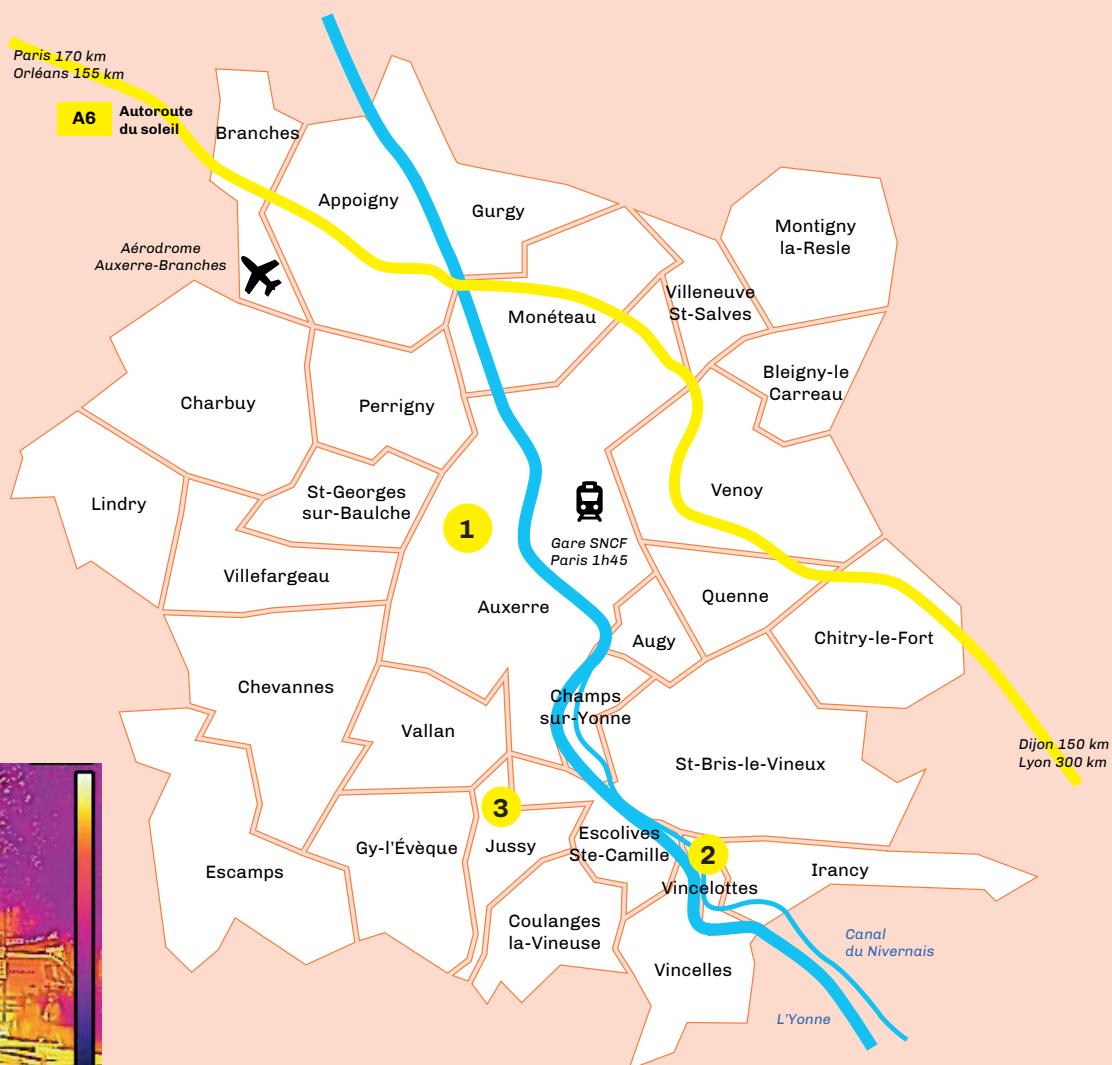 Paris 170 km
Orléans 155 km
A6
Autoroute
du soleil
Branches
Appoigny
Gurgy
Montigny
la-Resle
Aérodrome
Auxerre-Branches
Villeneuve
St-Salves
Monéteau
Bleigny-le
Carreau
Charbuy
Perrigny
Lindry
St-Georges
sur-Baulche
Venoy
1
Gare SNCF
Paris 1h45
Villefargeau
Auxerre
Quenne
Augy
Chitry-le-Fort
Chevannes
Champs
sur-Yonne
Vallan
St-Bris-le-Vineux
Dijon 150 km
Lyon 300 km
3
Gy-l'Évèque
Jussy
Escolives
Ste-Camille
2
Vincelottes
Irancy
Escamps
Coulanges
la-Vineuse
Vincelles
Canal
du Nivernais
L'Yonne